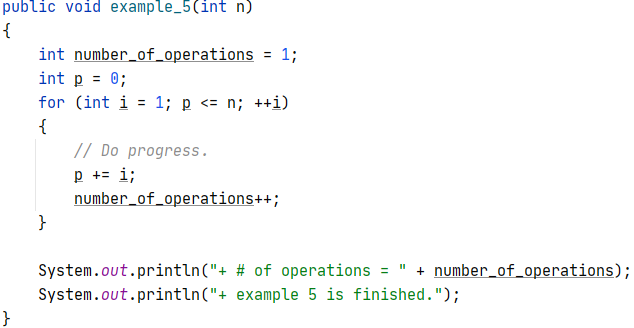 public void example_5(int n)
{
    int number_of_operations = 1;
    int p = 0;
    for (int i = 1; p <= n; ++i)
    {
        // Do progress.
        p += i;
        number_of_operations++;
    }

    System.out.println("+ # of operations = " + number_of_operations);
    System.out.println("+ example 5 is finished.");
}